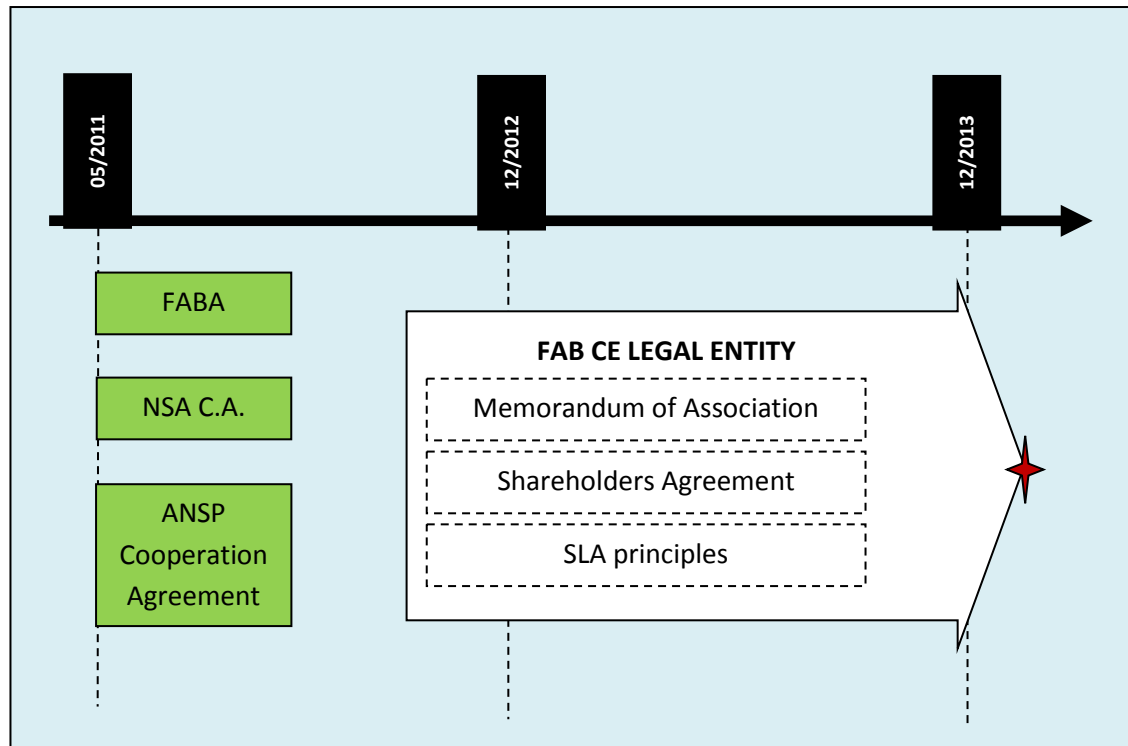 05/2011
12/2012
12/2013
FABA
NSA C.A.
ANSP
Cooperation
Agreement
FAB CE LEGAL ENTITY
Memorandum of Association
Shareholders Agreement
SLA principles